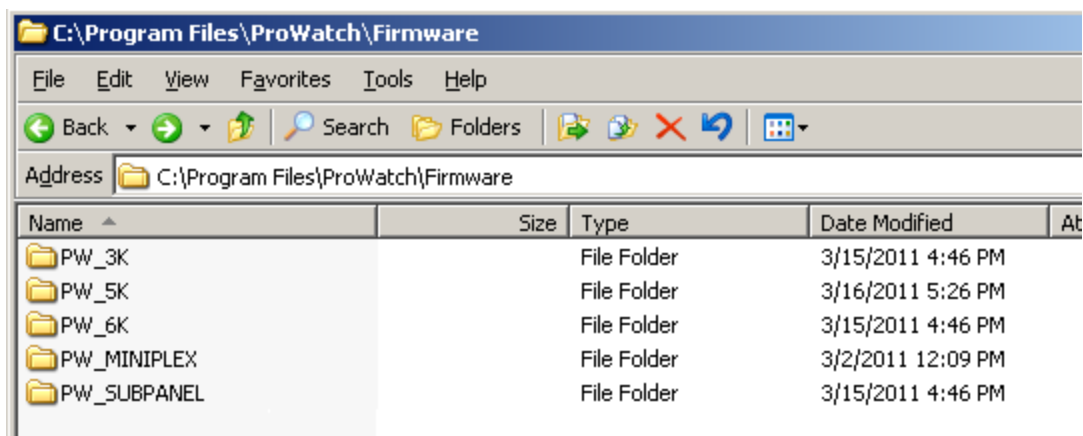 C:\Program Files\ProWatch\Firmware
File Edit View Favorites Tools Help
Back Search Folders
Address C:\Program Files\ProWatch\Firmware
Name Size Type Date Modified At
PW_3K File Folder 3/15/2011 4:46 PM
PW_5K File Folder 3/16/2011 5:26 PM
PW_6K File Folder 3/15/2011 4:46 PM
PW_MINIPLEX File Folder 3/2/2011 12:09 PM
PW_SUBPANEL File Folder 3/15/2011 4:46 PM